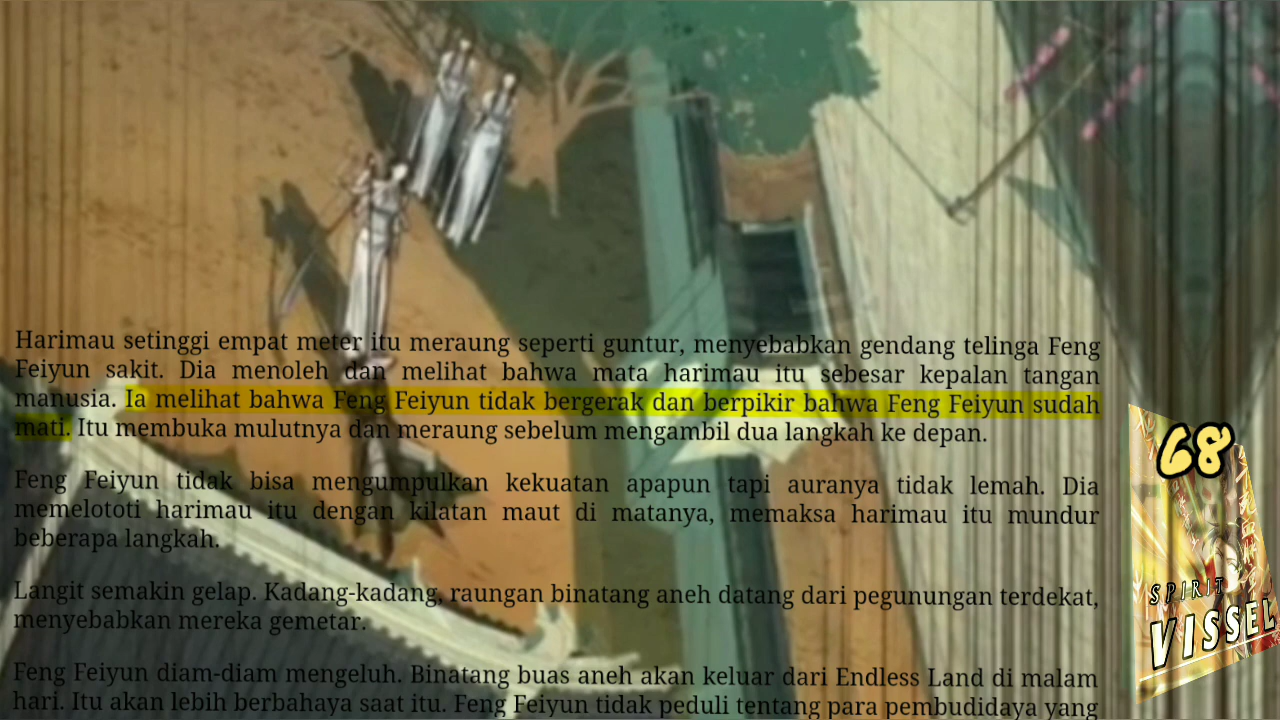 Harimau setinggi empat meter itu meraung seperti guntur, menyebabkan gendang telinga Feng
Feiyun sakit. Dia menoleh dan melihat bahwa mata harimau itu sebesar kepalan tangan
manusia. Ia melihat bahwa Feng Feiyun tidak bergerak dan berpikir bahwa Feng Feiyun sudah
mati. Itu membuka mulutnya dan meraung sebelum mengambil dua langkah ke depan.
Feng Feiyun tidak bisa mengumpulkan kekuatan apapun tapi auranya tidak lemah. Dia
memelototi harimau itu dengan kilatan maut di matanya, memaksa harimau itu mundur
beberapa langkah.
Langit semakin gelap. Kadang-kadang, raungan binatang aneh datang dari pegunungan terdekat,
menyebabkan mereka gemetar.
Feng Feiyun diam-diam mengeluh. Binatang buas aneh akan keluar dari Endless Land di malam
hari. Itu akan lebih berbahaya saat itu. Feng Feiyun tidak peduli tentang para pembudidaya yang
68
SPIRIT
VISSEL